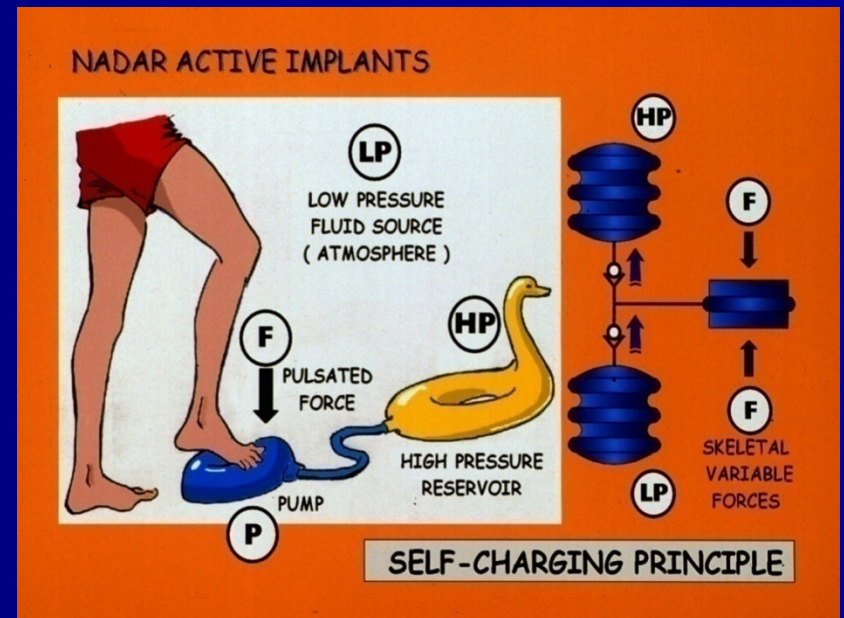 NADAR ACTIVE IMPLANTS
LP
LOW PRESSURE
FLUID SOURCE
( ATMOSPHERE )
F
PULSATED
FORCE
HP
HIGH PRESSURE
RESERVOIR
PUMP
P
HP
F
F
SKELETAL
VARIABLE
FORCES
LP
SELF-CHARGING PRINCIPLE